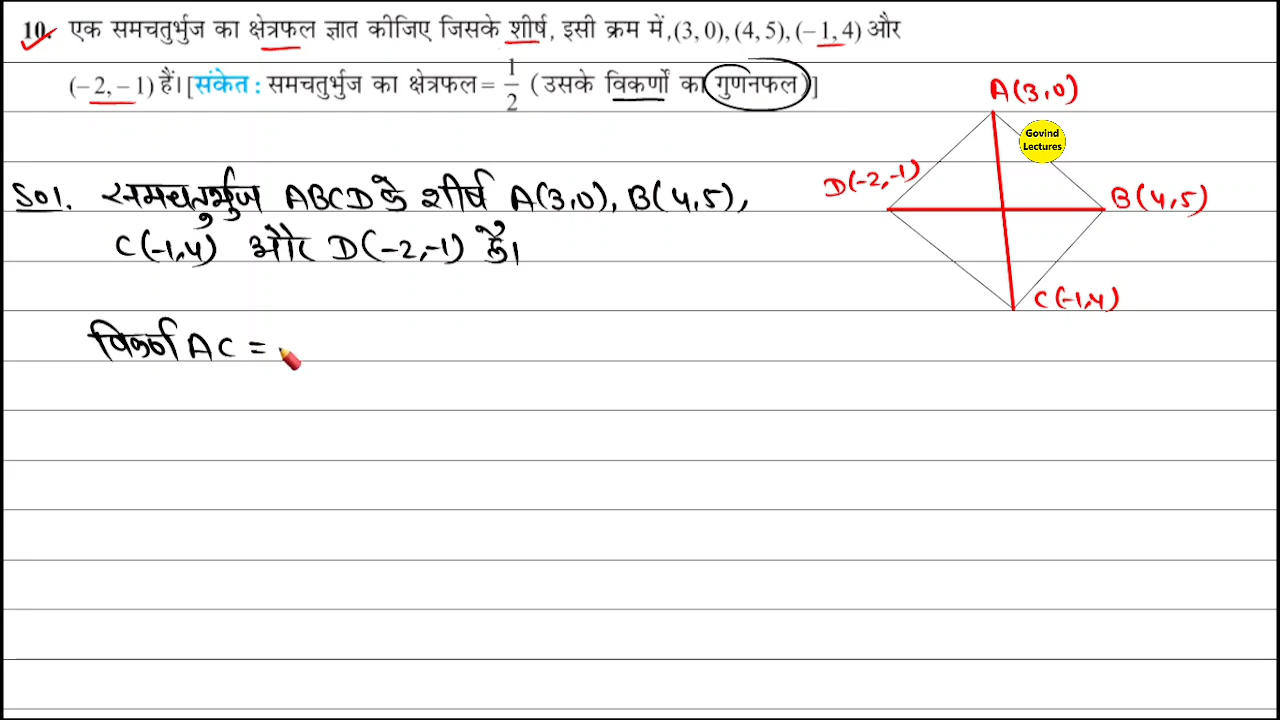 10. एक समचतुर्भुज का क्षेत्रफल ज्ञात कीजिए जिसके शीर्ष, इसी क्रम में, (3, 0), (4, 5), (– 1, 4) और
(– 2, – 1) हैं। [संकेत : समचतुर्भुज का क्षेत्रफल = 1/2 ( उसके विकर्णों का गुणनफल)]
A(3,0)
Govind
Lectures
D(-2,-1)
B(4,5)
Sol. समचतुर्भुज ABCD के शीर्ष A(3,0), B(4,5),
C(-1,4) और D(-2,-1) है।
C(-1,4)
विकर्ण AC =